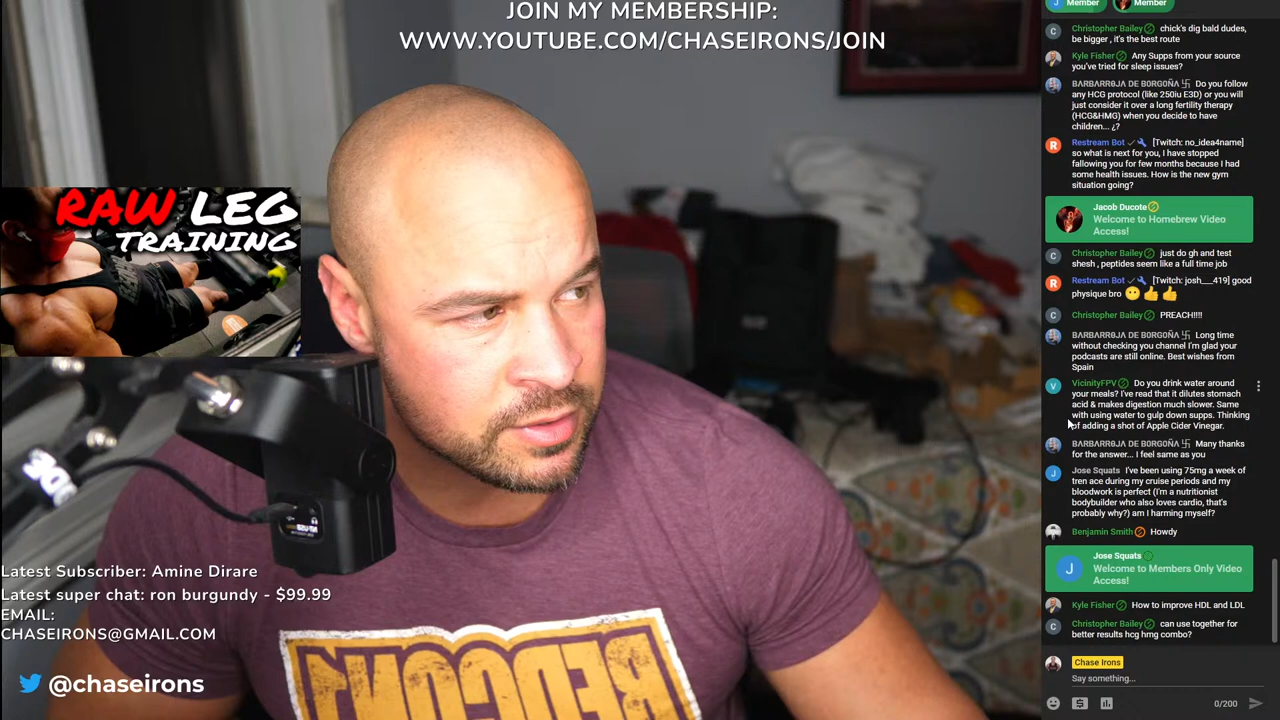 JOIN MY MEMBERSHIP:
WWW.YOUTUBE.COM/CHASEIRONS/JOIN
RAW LEG
TRAINING
Latest Subscriber: Amine Dirare
Latest super chat: ron burgundy - $99.99
EMAIL:
CHASEIRONS@GMAIL.COM
@chaseirons
J Member
Member
C Christopher Bailey chick's dig bald dudes,
be bigger , it's the best route
Kyle Fisher Any Supps from your source
you've tried for sleep issues?
BARBARRθJA DE BθRGθÑA 卐 Do you follow
any HCG protocol (like 250iu E3D) or you will
just consider it over a long fertility therapy
(HCG&HMG) when you decide to have
children... ¿?
R Restream Bot [Twitch: no_idea4name]
so what is next for you, I have stopped
fallowing you for few months because I had
some health issues. How is the new gym
situation going?
Jacob Ducote
Welcome to Homebrew Video
Access!
C Christopher Bailey just do gh and test
shesh , peptides seem like a full time job
R Restream Bot [Twitch: josh__419] good
physique bro 😶👍👍
C Christopher Bailey PREACH!!!!
BARBARRθJA DE BθRGθÑA 卐 Long time
without checking you channel I'm glad your
podcasts are still online. Best wishes from
Spain
V VicinityFPV Do you drink water around
your meals? I've read that it dilutes stomach
acid & makes digestion much slower. Same
with using water to gulp down supps. Thinking
of adding a shot of Apple Cider Vinegar.
BARBARRθJA DE BθRGθÑA 卐 Many thanks
for the answer... I feel same as you
J Jose Squats I've been using 75mg a week of
tren ace during my cruise periods and my
bloodwork is perfect (I'm a nutritionist
bodybuilder who also loves cardio, that's
probably why?) am I harming myself?
Benjamin Smith Howdy
J Jose Squats
Welcome to Members Only Video
Access!
Kyle Fisher How to improve HDL and LDL
C Christopher Bailey can use together for
better results hcg hmg combo?
Chase Irons
Say something...
0/200